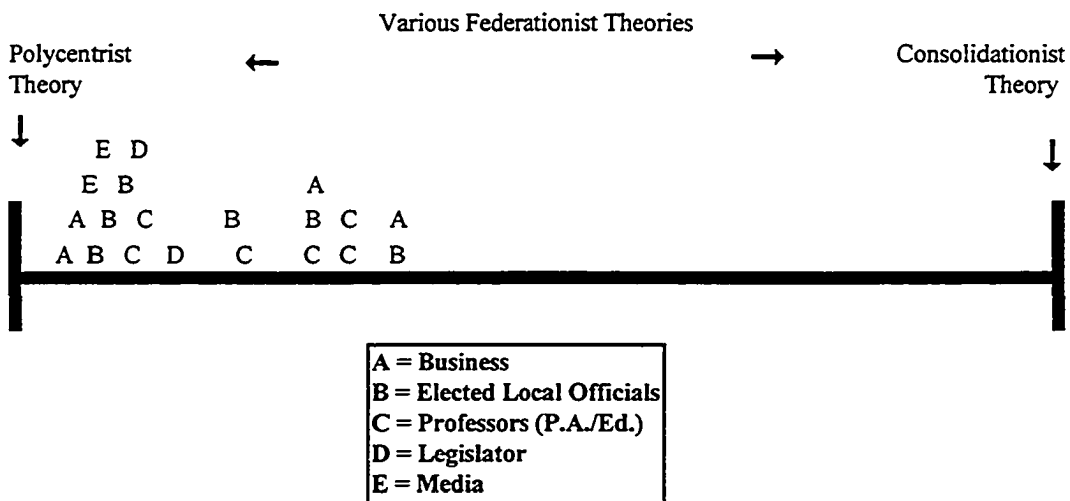 Various Federationist Theories
Polycentrist
Theory
← →
Consolidationist
Theory
↓ ↓
E D
E B A
A B C B B C A
A B C D C C C B
A = Business
B = Elected Local Officials
C = Professors (P.A./Ed.)
D = Legislator
E = Media